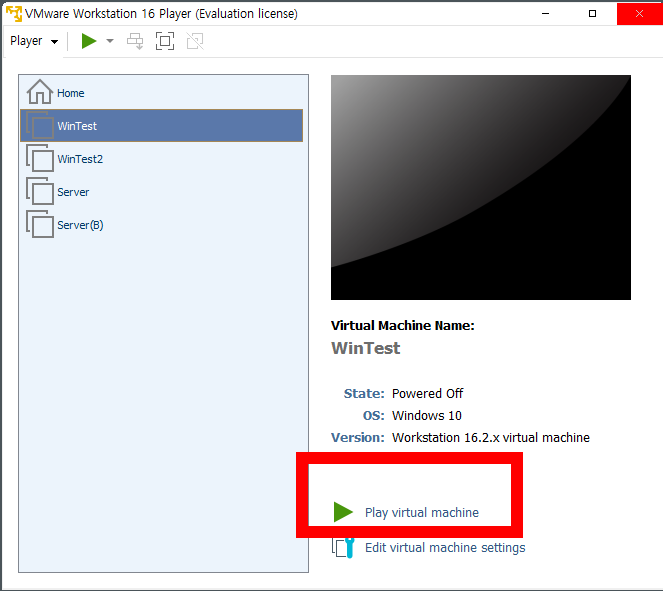 VMware Workstation 16 Player (Evaluation license)
Player
Home
WinTest
WinTest2
Server
Server(B)
Virtual Machine Name:
WinTest
State: Powered Off
OS: Windows 10
Version: Workstation 16.2.x virtual machine
Play virtual machine
Edit virtual machine settings